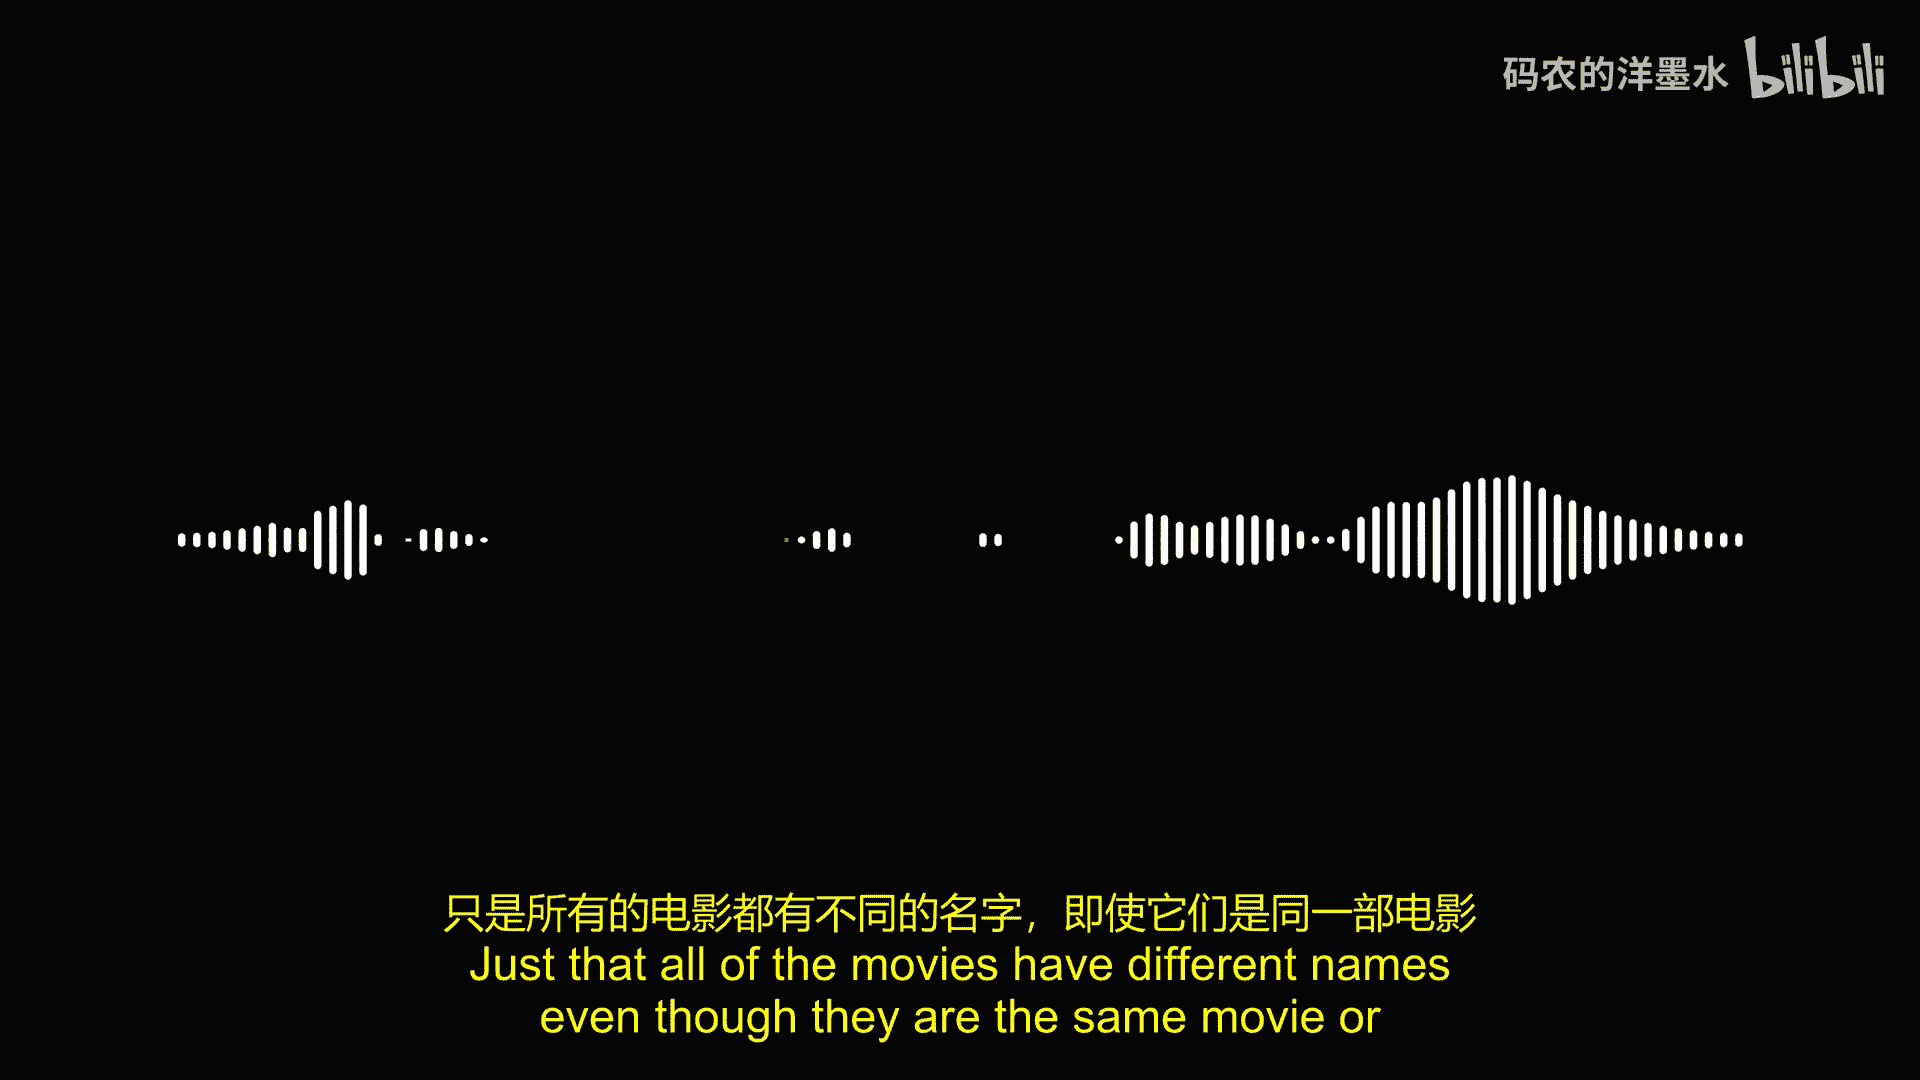 码农的洋墨水 bilibili
只是所有的电影都有不同的名字，即使它们是同一部电影
Just that all of the movies have different names
even though they are the same movie or